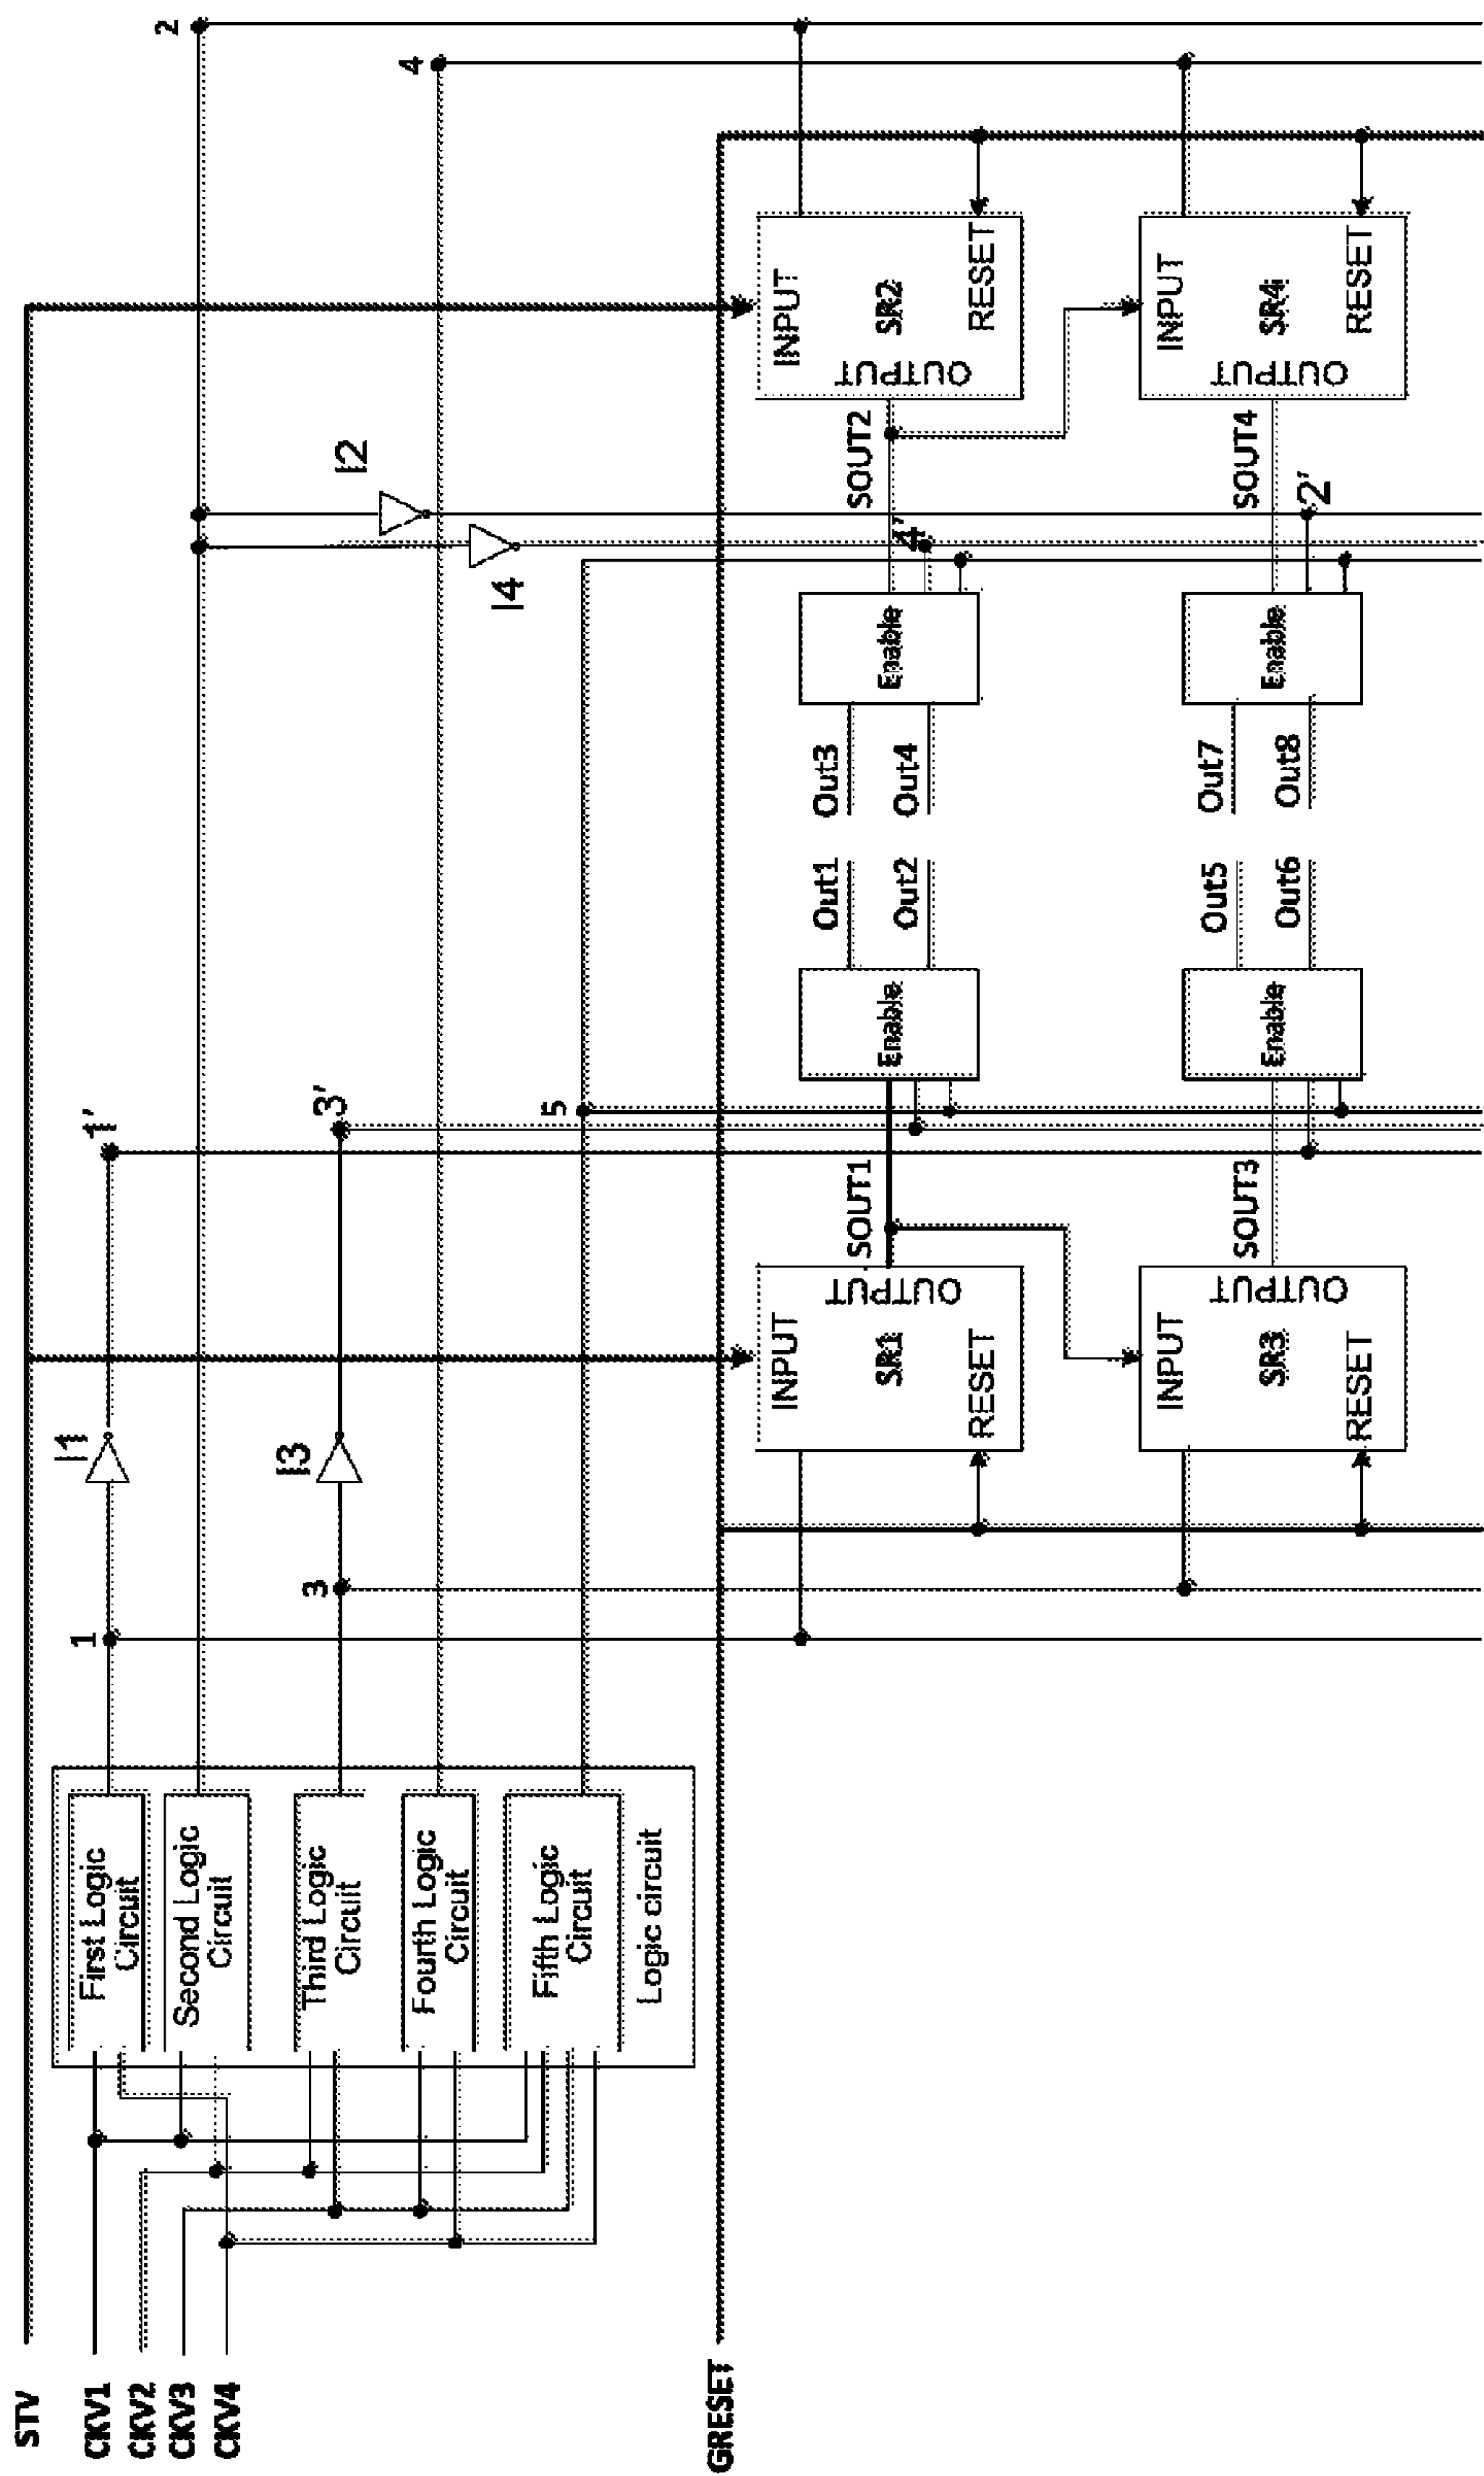 STV
CKV1
CKV2
CKV3
CKV4
GRESET
First Logic
Circuit
Second Logic
Circuit
Third Logic
Circuit
Fourth Logic
Circuit
Fifth Logic
Circuit
Logic circuit
1
3
I1
I3
1'
3'
5
I2
I4
2
4
INPUT
SR1
RESET
OUTPUT
SOUT1
Enable
Out1
Out2
Out3
Out4
Enable
4'
SOUT2
INPUT
SR2
RESET
OUTPUT
INPUT
SR3
RESET
OUTPUT
SOUT3
Enable
Out5
Out6
Out7
Out8
Enable
2'
SOUT4
INPUT
SR4
RESET
OUTPUT